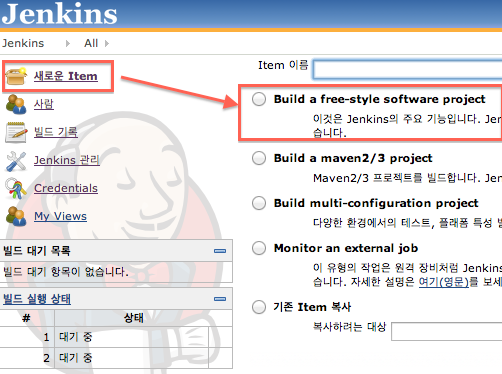 Jenkins
Jenkins
All
새로운 Item
사람
빌드 기록
Jenkins 관리
Credentials
My Views
빌드 대기 목록
빌드 대기 항목이 없습니다.
빌드 실행 상태
# 상태
1 대기 중
2 대기 중
Item 이름
Build a free-style software project
이것은 Jenkins의 주요 기능입니다. Jen
습니다.
Build a maven2/3 project
Maven2/3 프로젝트를 빌드합니다. Jen
Build multi-configuration project
다양한 환경에서의 테스트, 플래폼 특성 빌
Monitor an external job
이 유형의 작업은 원격 장비처럼 Jenkins
습니다. 자세한 설명은 여기(영문)를 보세
기존 Item 복사
복사하려는 대상